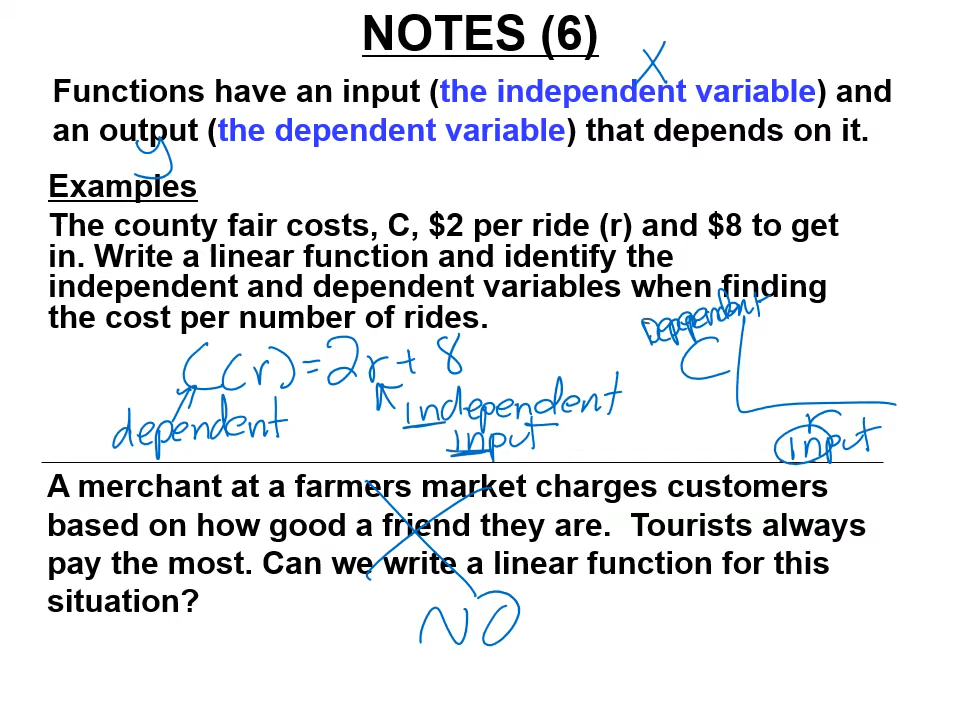 NOTES (6)
x
Functions have an input (the independent variable) and
an output (the dependent variable) that depends on it.
y
Examples
The county fair costs, C, $2 per ride (r) and $8 to get
in. Write a linear function and identify the
independent and dependent variables when finding
the cost per number of rides.
Dependent
C(r) = 2r + 8
C
dependent
independent
input
r
input
A merchant at a farmers market charges customers
based on how good a friend they are. Tourists always
pay the most. Can we write a linear function for this
situation?
NO